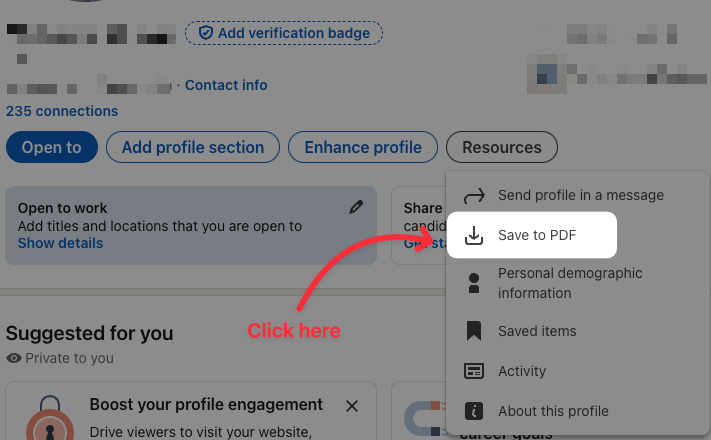 Add verification badge
· Contact info
235 connections
Open to
Add profile section
Enhance profile
Resources
Send profile in a message
Save to PDF
Personal demographic
information
Saved items
Activity
About this profile
Open to work
Add titles and locations that you are open to
Show details
Share
Click here
Suggested for you
Private to you
Boost your profile engagement
Drive viewers to visit your website,
career goals